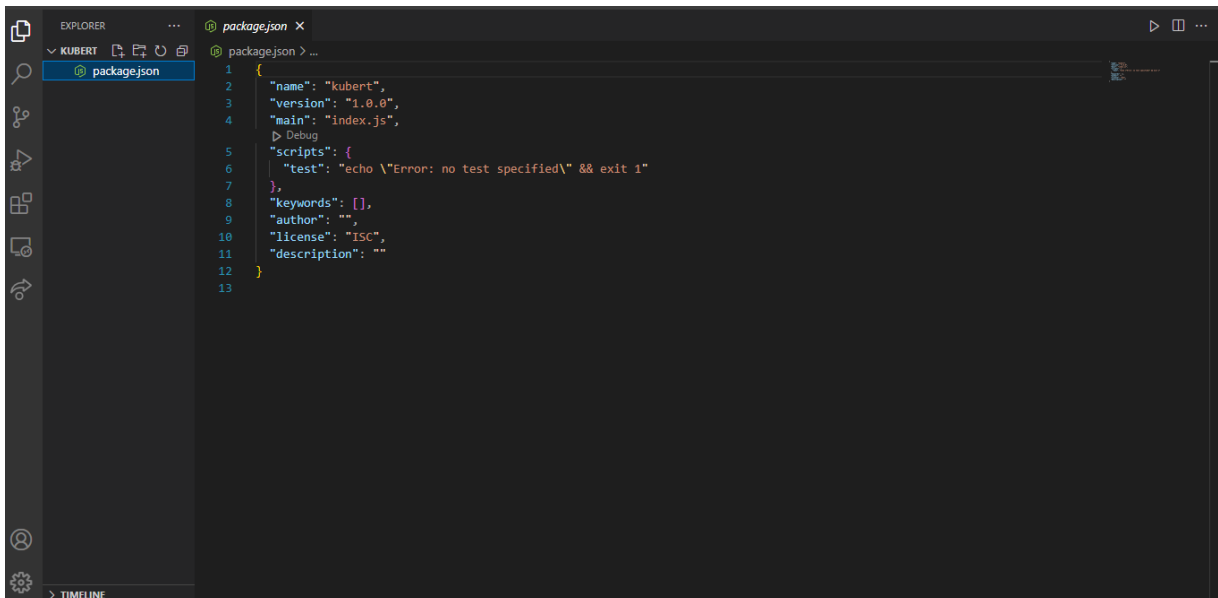 EXPLORER
KUBERT
package.json
package.json
package.json > ...
1 {
2 "name": "kubert",
3 "version": "1.0.0",
4 "main": "index.js",
Debug
5 "scripts": {
6 "test": "echo \"Error: no test specified\" && exit 1"
7 },
8 "keywords": [],
9 "author": "",
10 "license": "ISC",
11 "description": ""
12 }
13
TIMELINE